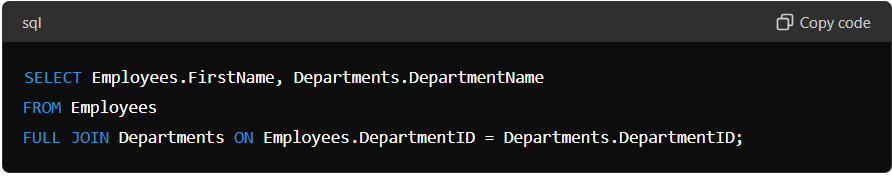 sql
Copy code
SELECT Employees.FirstName, Departments.DepartmentName
FROM Employees
FULL JOIN Departments ON Employees.DepartmentID = Departments.DepartmentID;